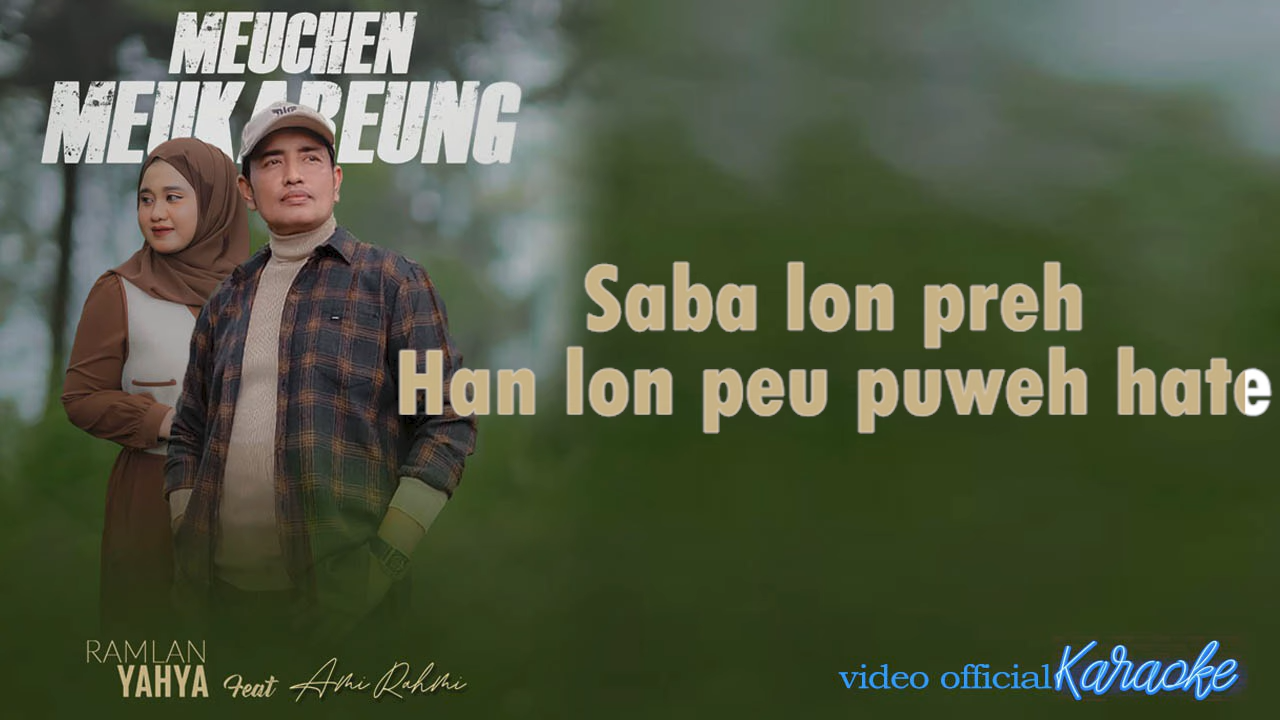 MEUCHEN
MEUKAREUNG
Saba lon preh
Han lon peu puweh hate
RAMLAN
YAHYA Feat Ami Rahmi
video official Karaoke